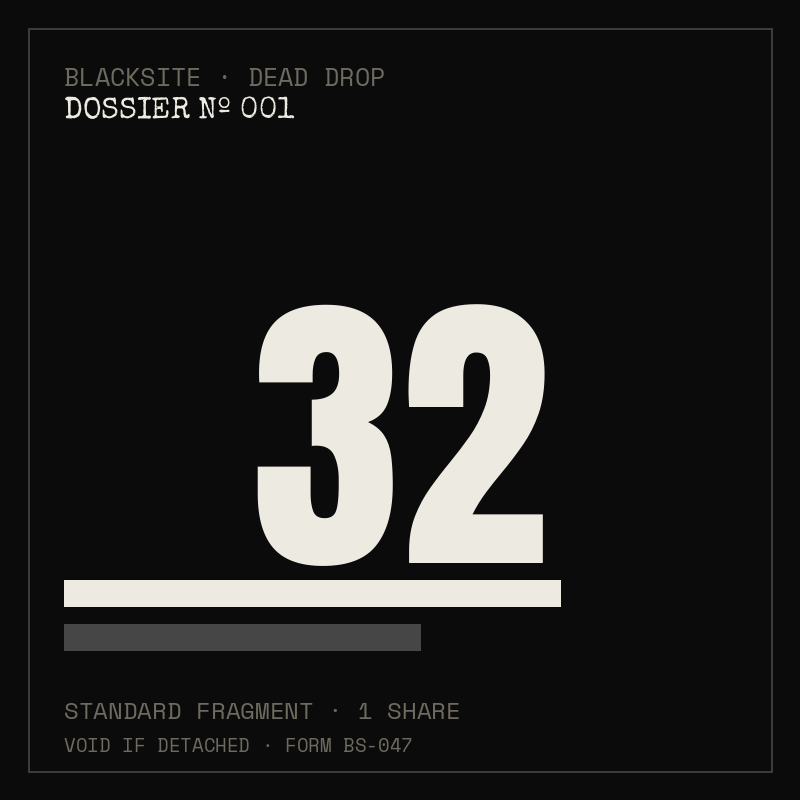 BLACKSITE · DEAD DROP
DOSSIER Nº 001
32
STANDARD FRAGMENT · 1 SHARE
VOID IF DETACHED · FORM BS-047